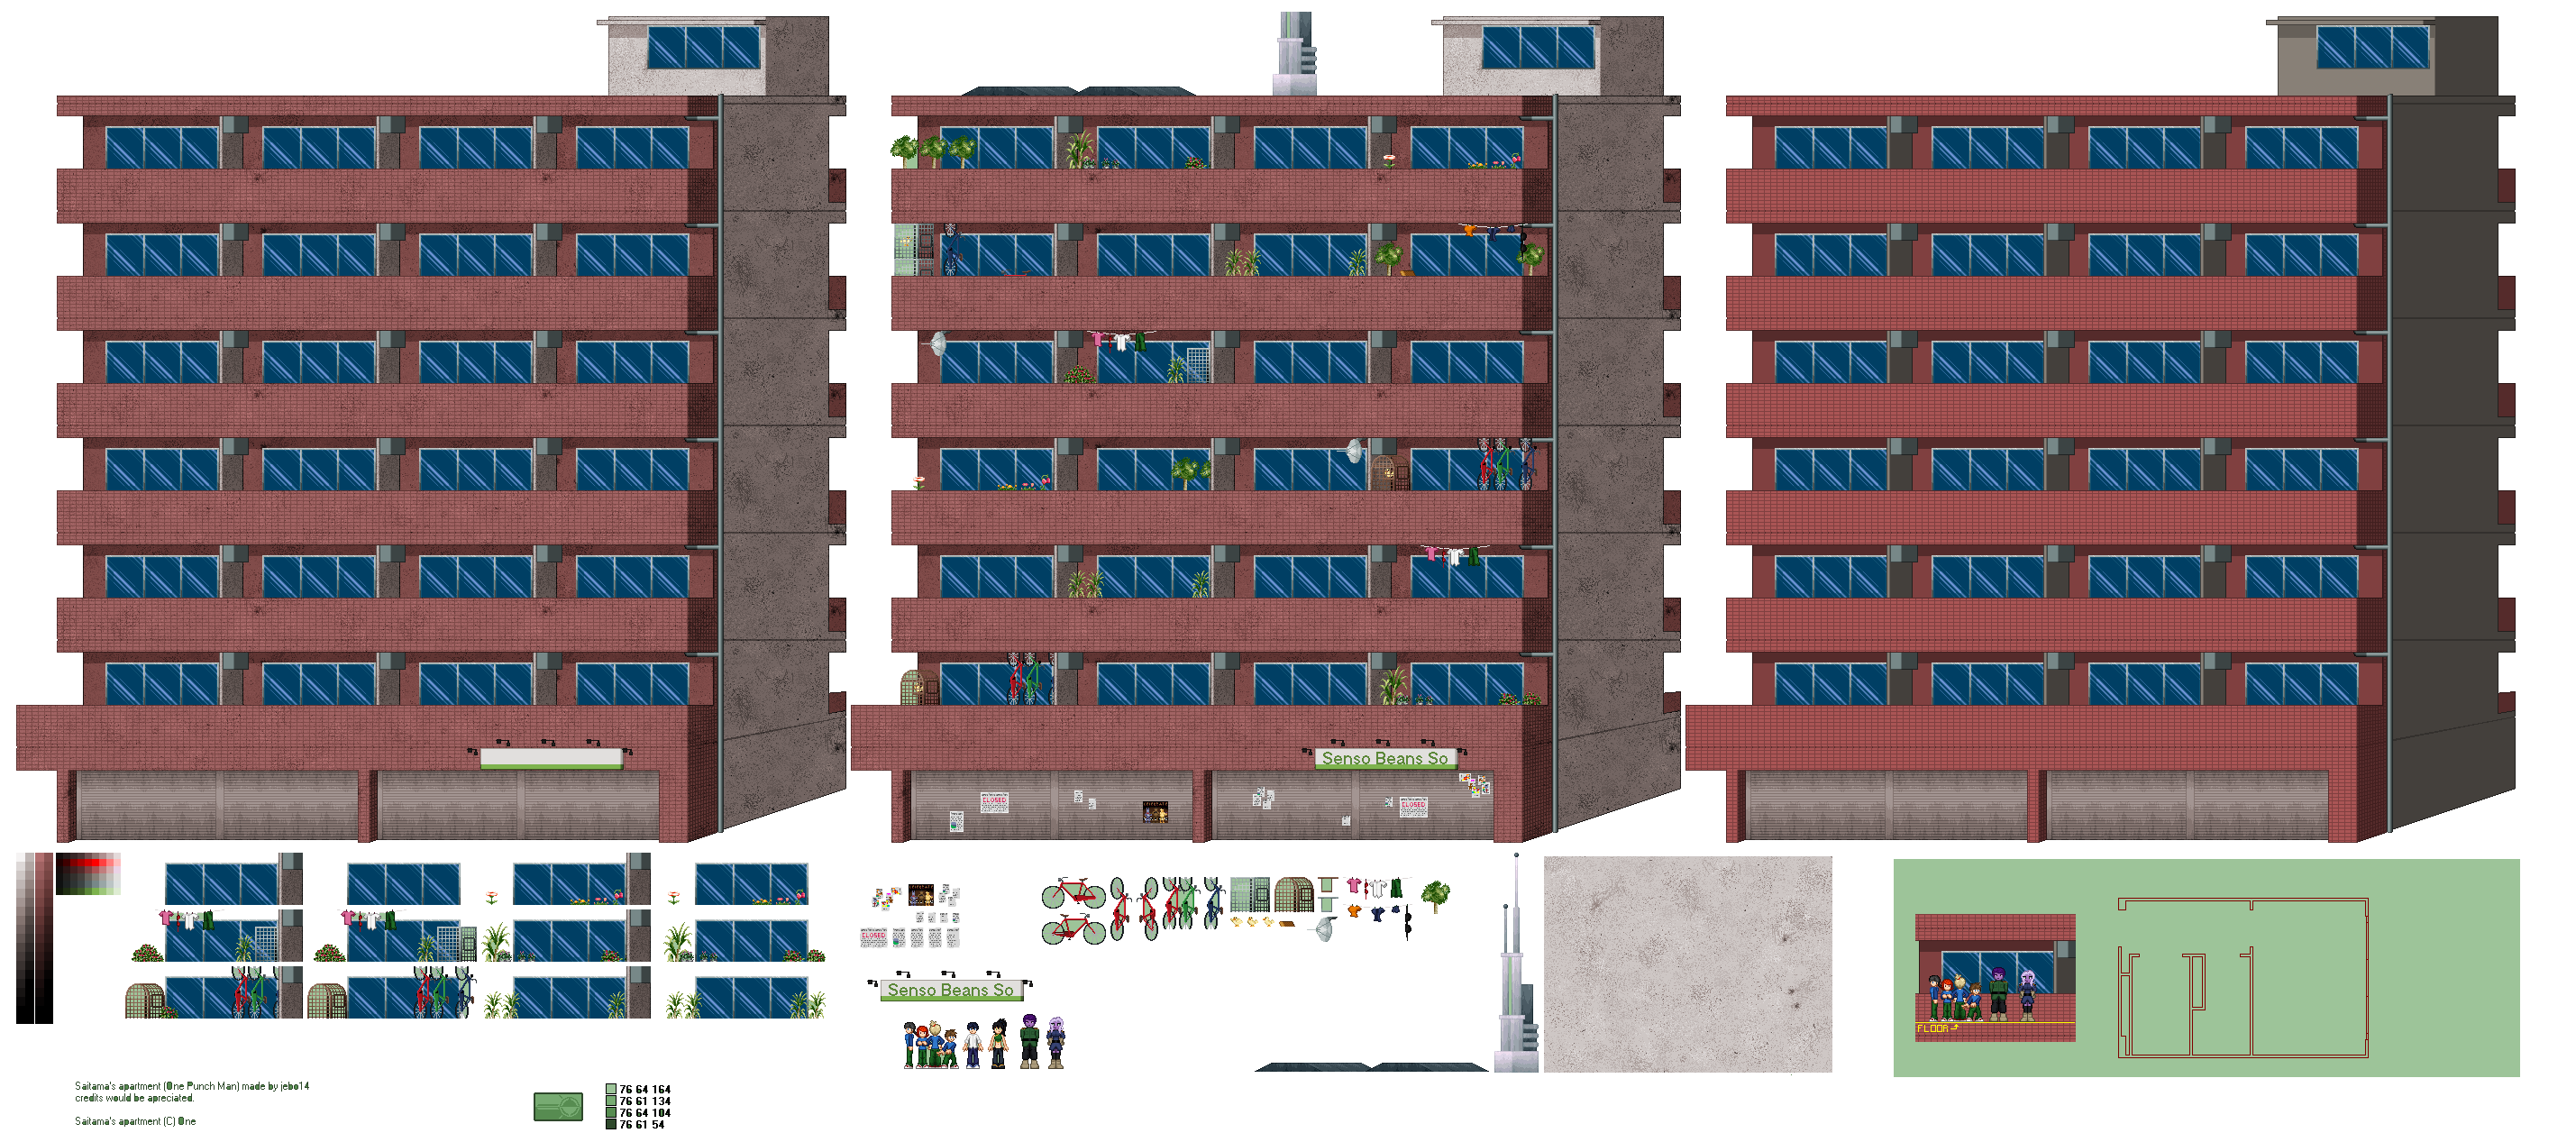 Senso Beans So
CLOSED
CLOSED
CLOSED
Senso Beans So
FLOOR
Saitama's apartment (One Punch Man) made by jebo14
credits would be apreciated.
Saitama's apartment (C) One
76 64 164
76 61 134
76 64 104
76 61 54